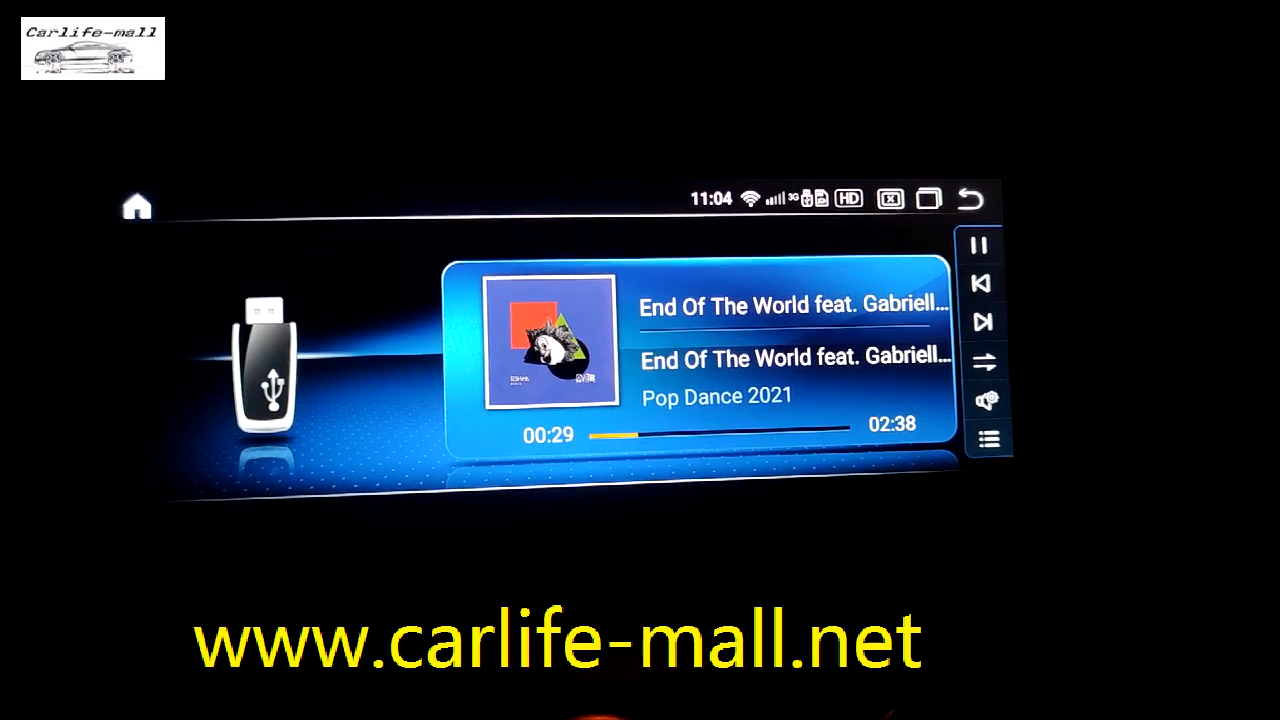 Carlife-mall
11:04
3G
HD
End Of The World feat. Gabriell...
End Of The World feat. Gabriell...
Pop Dance 2021
00:29
02:38
www.carlife-mall.net